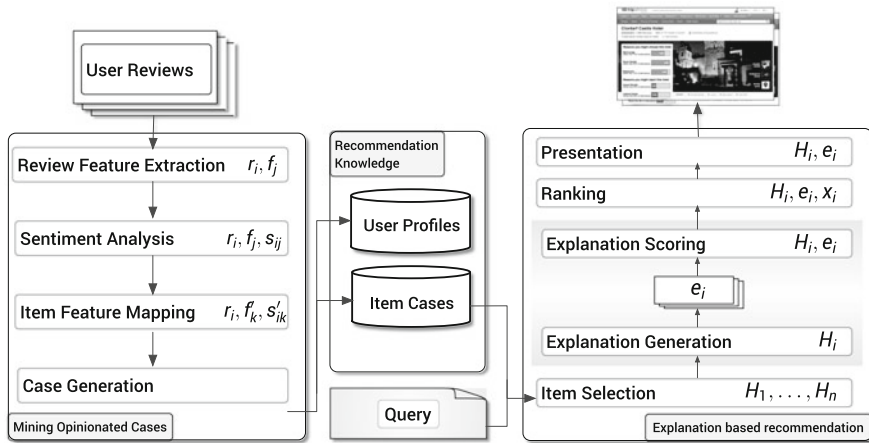 User Reviews
Review Feature Extraction r_i, f_j
Sentiment Analysis r_i, f_j, s_ij
Item Feature Mapping r_i, f'_k, s'_ik
Case Generation
Mining Opinionated Cases
Recommendation
Knowledge
User Profiles
Item Cases
Query
Presentation H_i, e_i
Ranking H_i, e_i, x_i
Explanation Scoring H_i, e_i
e_i
Explanation Generation H_i
Item Selection H_1, . . . , H_n
Explanation based recommendation